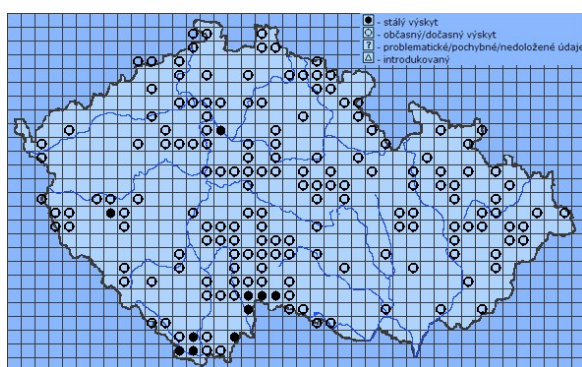 - stálý výskyt
- občasný/dočasný výskyt
? - problematické/pochybné/nedoložené údaje
- introdukovaný